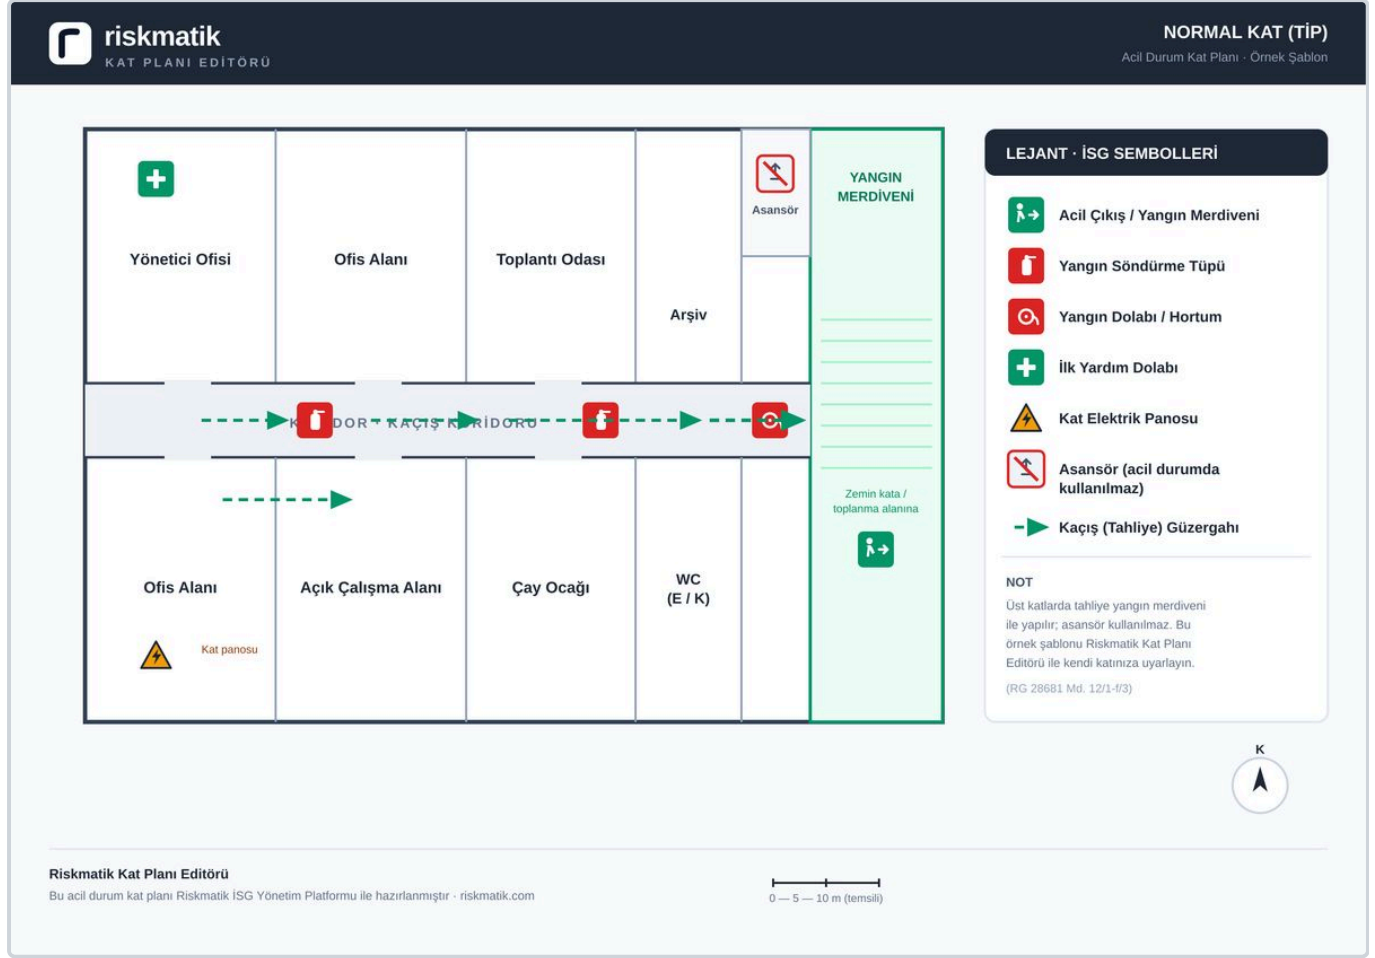 riskmatik
KAT PLANI EDİTÖRÜ
NORMAL KAT (TİP)
Acil Durum Kat Planı · Örnek Şablon
Yönetici Ofisi
Ofis Alanı
Toplantı Odası
Arşiv
Asansör
YANGIN
MERDİVENİ
DOR · KAÇIŞ K RİDORU
Zemin kata /
toplanma alanına
Ofis Alanı
Açık Çalışma Alanı
Çay Ocağı
WC
(E / K)
Kat panosu
LEJANT · İSG SEMBOLLERİ
Acil Çıkış / Yangın Merdiveni
Yangın Söndürme Tüpü
Yangın Dolabı / Hortum
İlk Yardım Dolabı
Kat Elektrik Panosu
Asansör (acil durumda
kullanılmaz)
Kaçış (Tahliye) Güzergahı
NOT
Üst katlarda tahliye yangın merdiveni
ile yapılır; asansör kullanılmaz. Bu
örnek şablonu Riskmatik Kat Planı
Editörü ile kendi katınıza uyarlayın.
(RG 28681 Md. 12/1-f/3)
K
Riskmatik Kat Planı Editörü
Bu acil durum kat planı Riskmatik İSG Yönetim Platformu ile hazırlanmıştır · riskmatik.com
0 — 5 — 10 m (temsili)